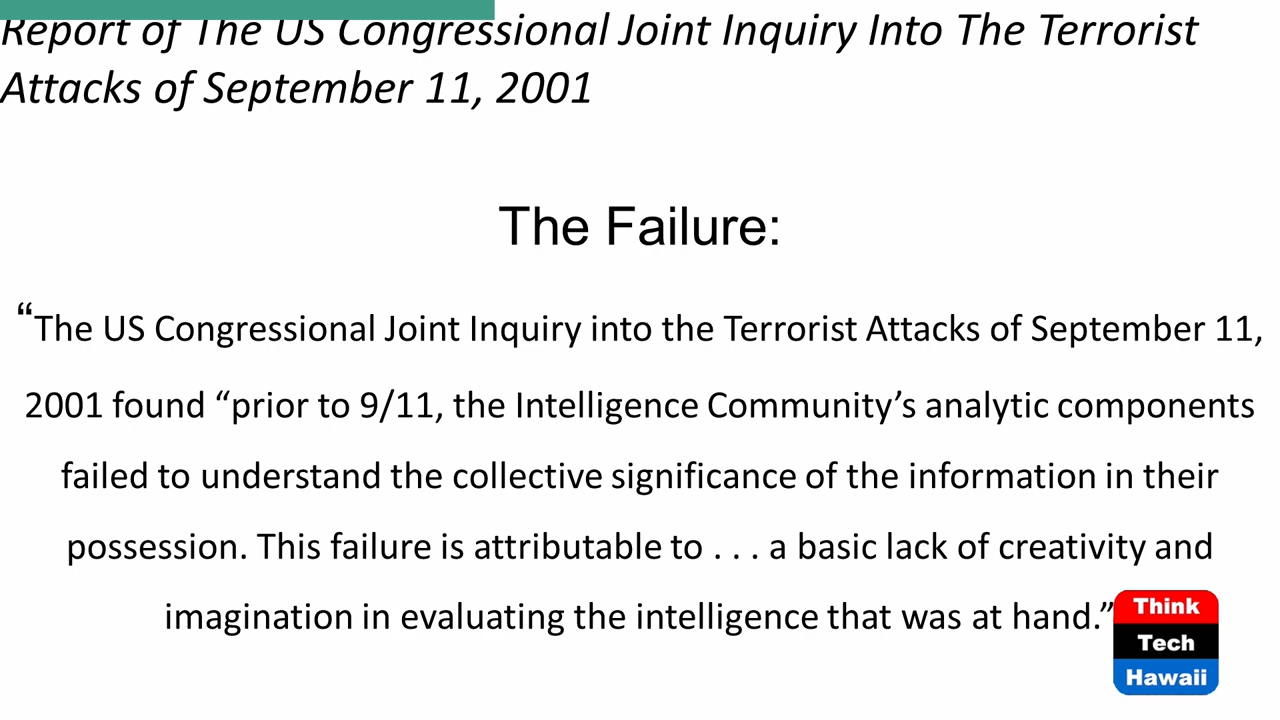 Report of The US Congressional Joint Inquiry Into The Terrorist
Attacks of September 11, 2001
The Failure:
“The US Congressional Joint Inquiry into the Terrorist Attacks of September 11,
2001 found “prior to 9/11, the Intelligence Community’s analytic components
failed to understand the collective significance of the information in their
possession. This failure is attributable to . . . a basic lack of creativity and
imagination in evaluating the intelligence that was at hand.”
Think
Tech
Hawaii